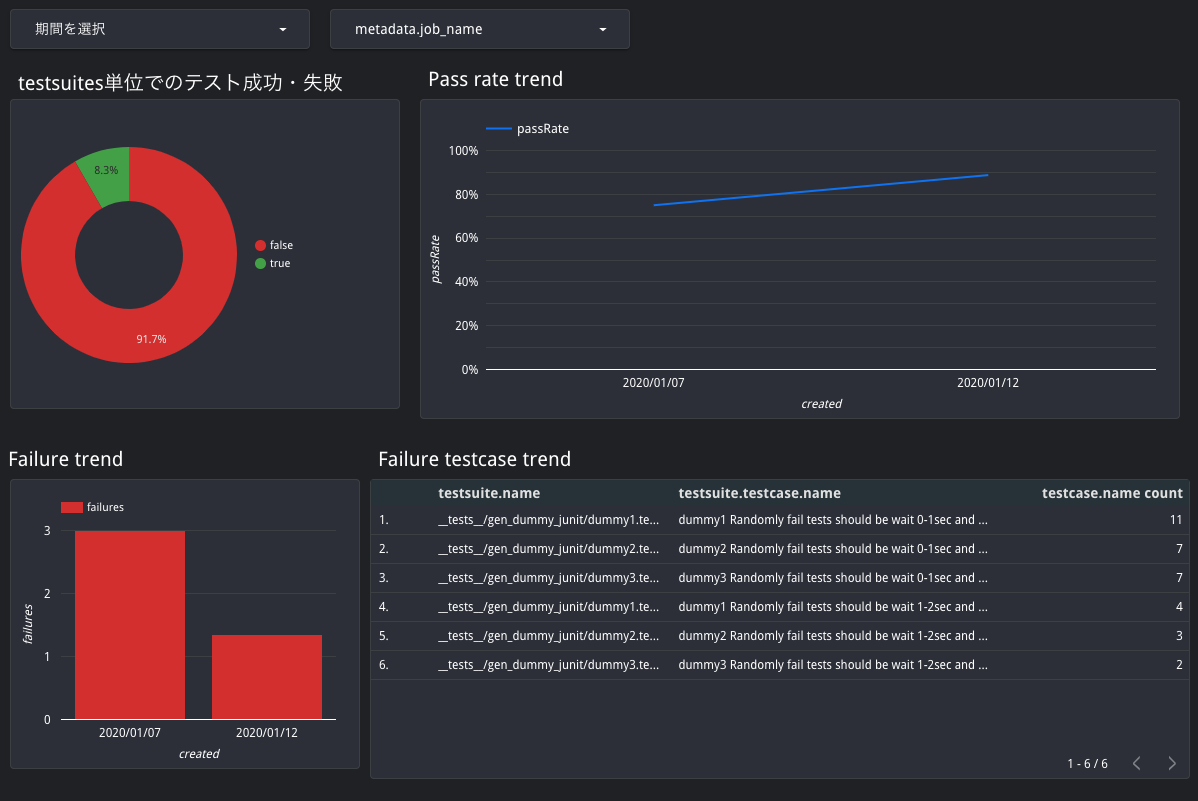 期間を選択
metadata.job_name
testsuites単位でのテスト成功・失敗
8.3%
91.7%
false
true
Pass rate trend
passRate
100%
80%
60%
40%
20%
0%
passRate
2020/01/07 2020/01/12
created
Failure trend
failures
3
2
1
0
failures
2020/01/07 2020/01/12
created
Failure testcase trend
testsuite.name testsuite.testcase.name testcase.name count
1. __tests__/gen_dummy_junit/dummy1.te... dummy1 Randomly fail tests should be wait 0-1sec and ... 11
2. __tests__/gen_dummy_junit/dummy2.te... dummy2 Randomly fail tests should be wait 0-1sec and ... 7
3. __tests__/gen_dummy_junit/dummy3.te... dummy3 Randomly fail tests should be wait 0-1sec and ... 7
4. __tests__/gen_dummy_junit/dummy1.te... dummy1 Randomly fail tests should be wait 1-2sec and ... 4
5. __tests__/gen_dummy_junit/dummy2.te... dummy2 Randomly fail tests should be wait 1-2sec and ... 3
6. __tests__/gen_dummy_junit/dummy3.te... dummy3 Randomly fail tests should be wait 1-2sec and ... 2
1 - 6 / 6